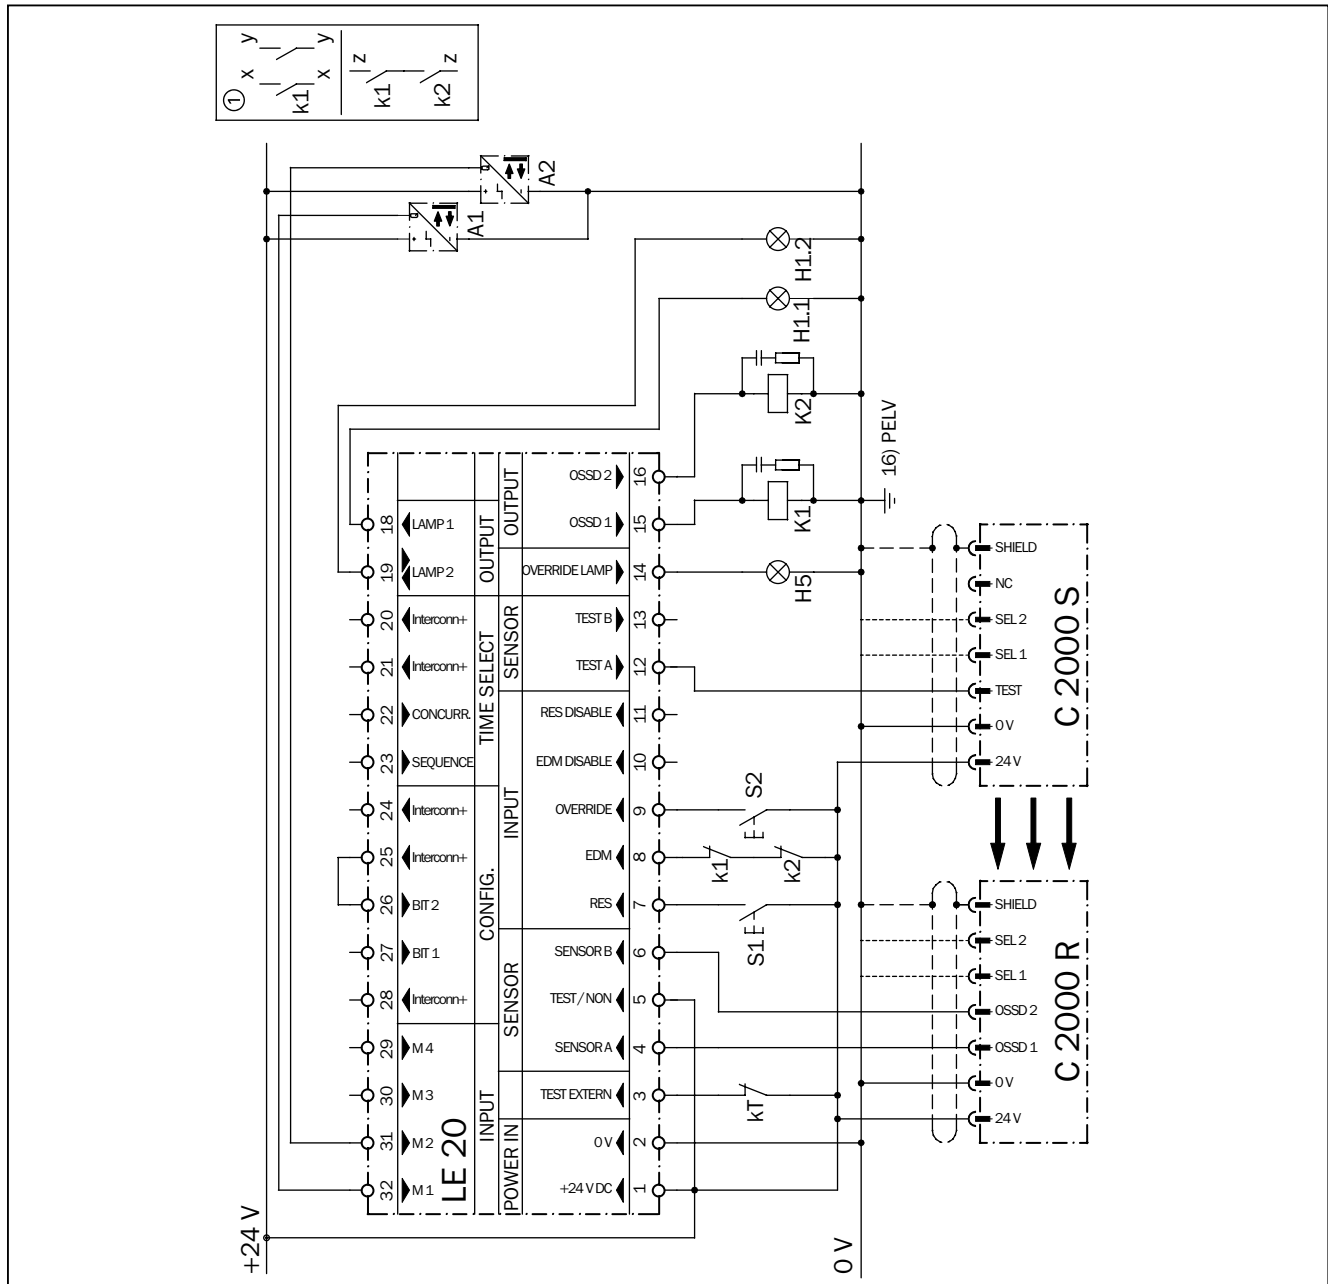 ①
x y
k1 x y
z
k1
k2 z
A2
A1
H1.2
H1.1
K2
16) PELV
K1
H5
LE 20
18 LAMP 1
19 LAMP 2
20 Interconn+
21 Interconn+
22 CONCURR.
23 SEQUENCE
24 Interconn+
25 Interconn+
26 BIT 2
27 BIT 1
28 Interconn+
29 M 4
30 M 3
31 M 2
32 M 1
OUTPUT
TIME SELECT
CONFIG.
INPUT
OUTPUT
SENSOR
INPUT
SENSOR
POWER IN
OSSD 2 16
OSSD 1 15
OVERRIDE LAMP 14
TEST B 13
TEST A 12
RES DISABLE 11
EDM DISABLE 10
OVERRIDE 9
EDM 8
RES 7
SENSOR B 6
TEST / NON 5
SENSOR A 4
TEST EXTERN 3
0 V 2
+24 V DC 1
S2
k1 k2
S1
kT
SHIELD
NC
SEL 2
SEL 1
TEST
0 V
24 V
C 2000 S
SHIELD
SEL 2
SEL 1
OSSD 2
OSSD 1
0 V
24 V
C 2000 R
+24 V
0 V